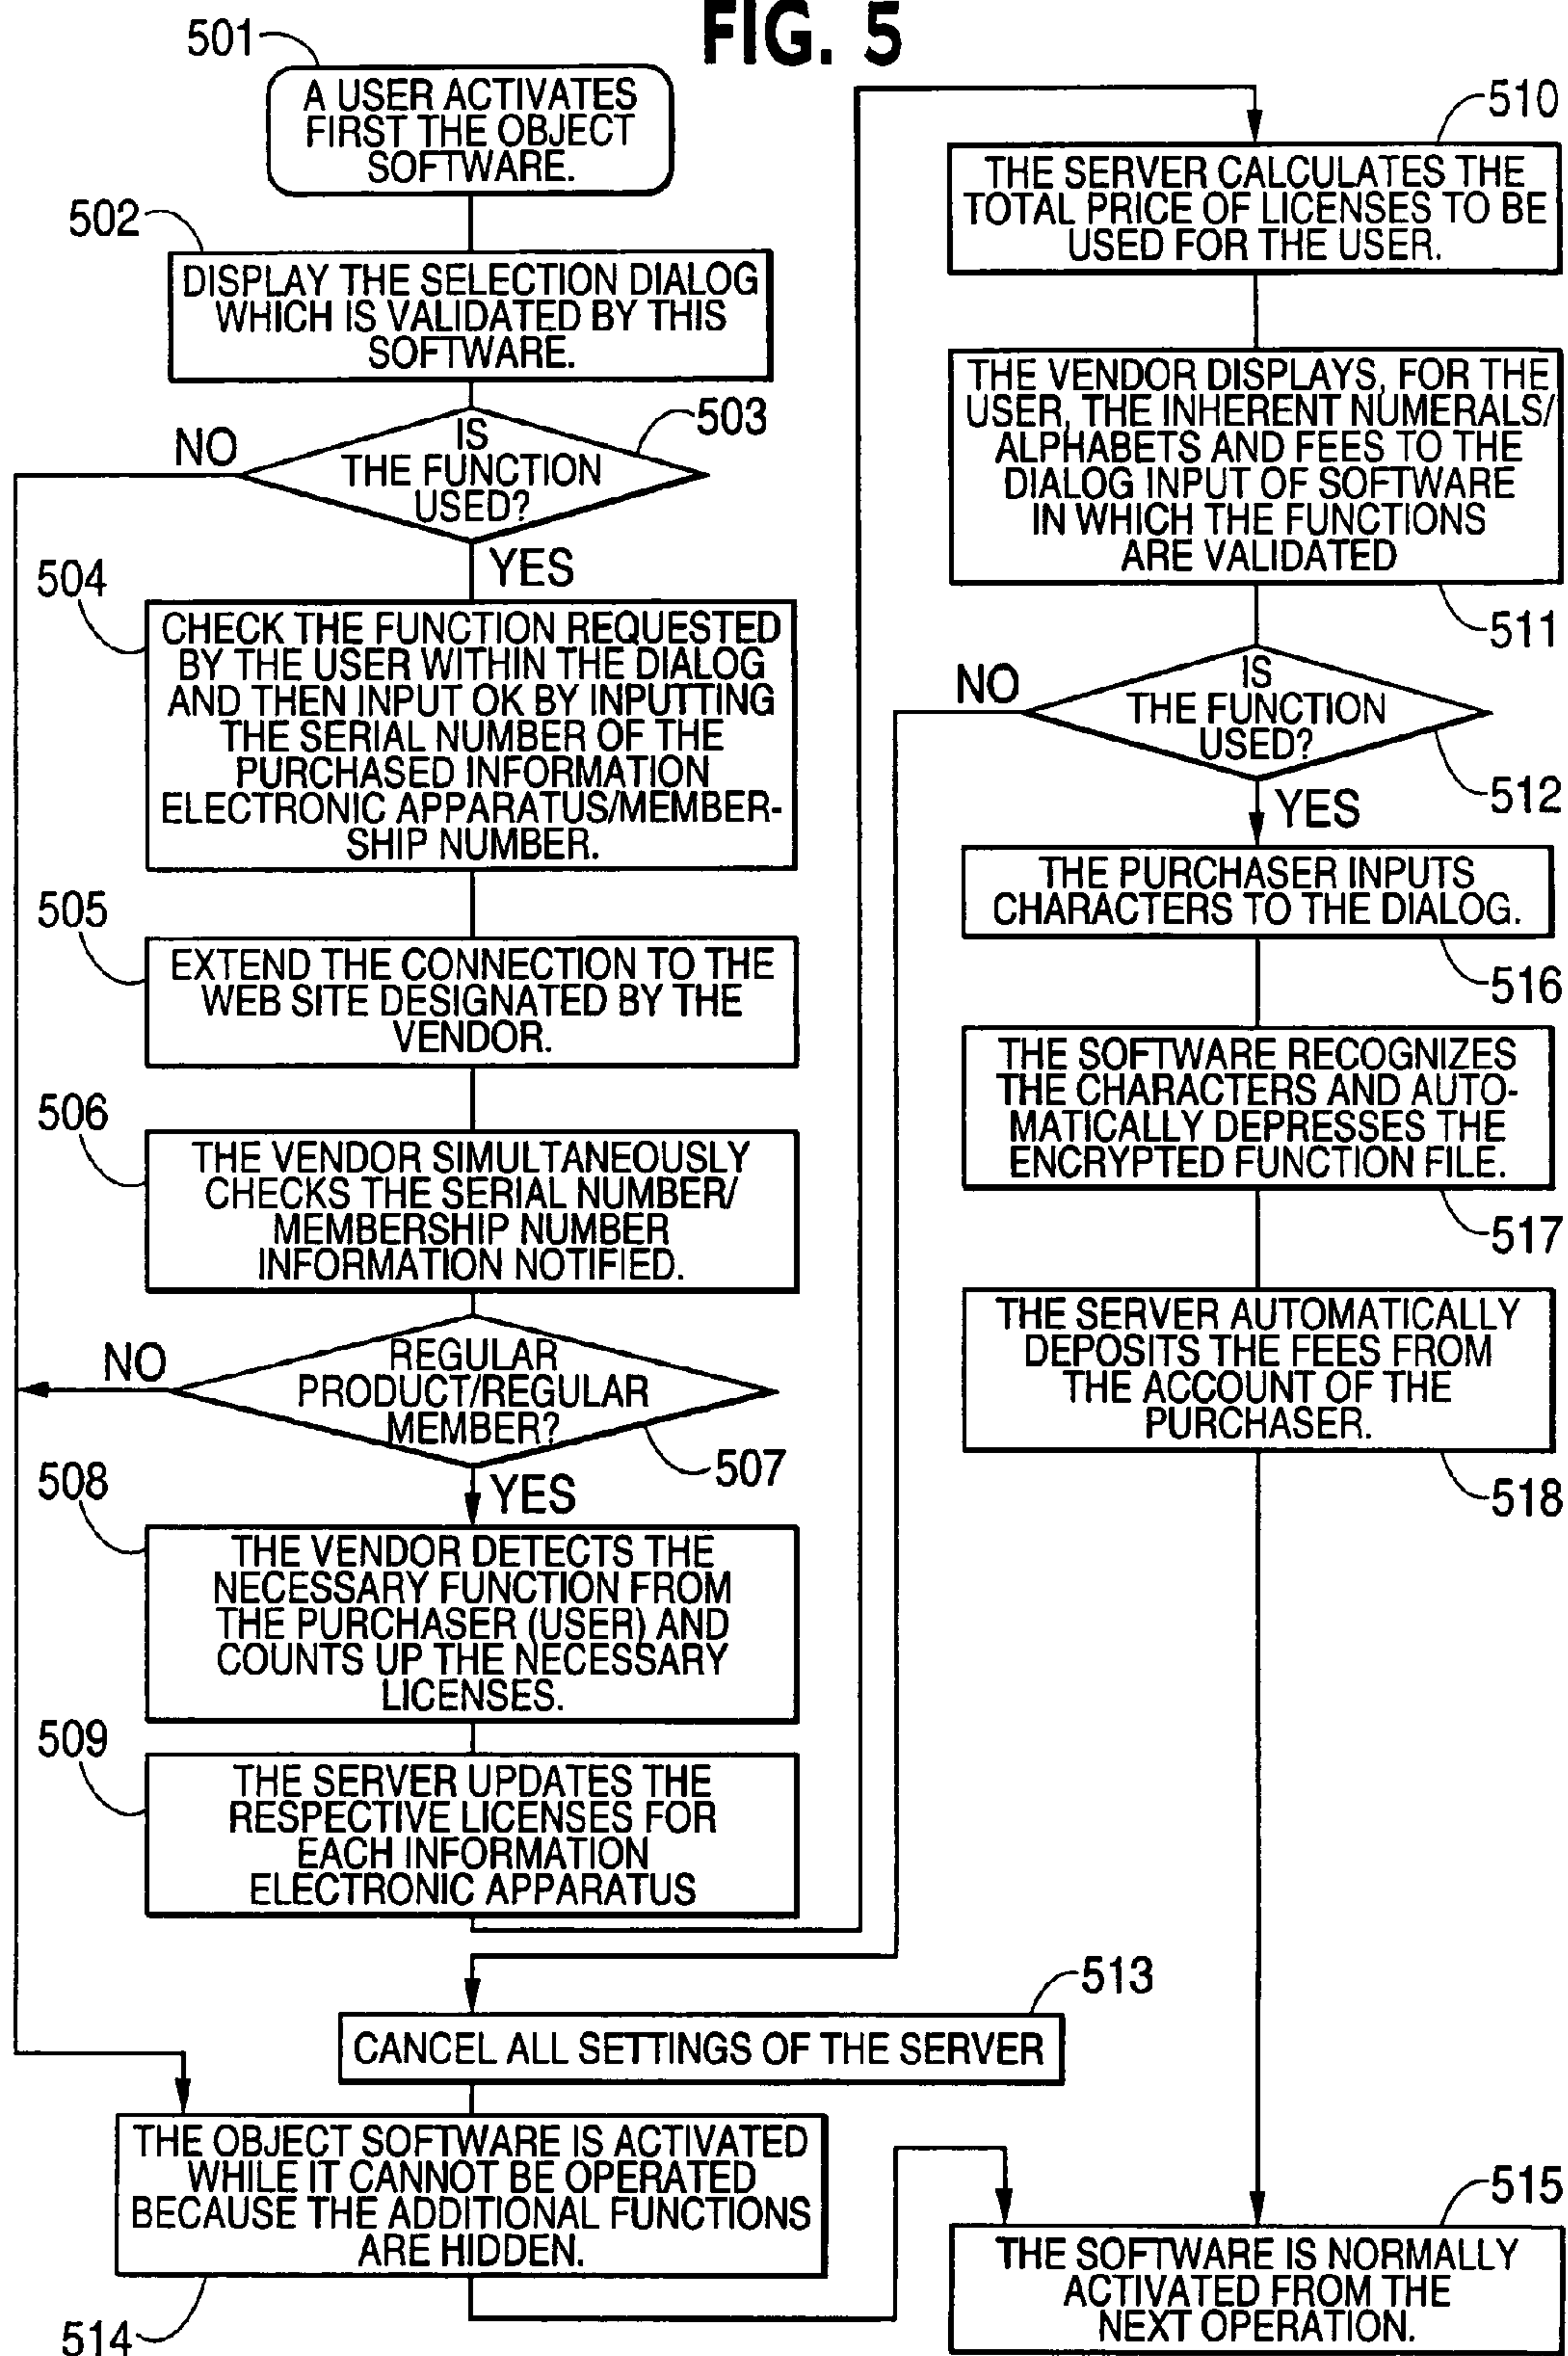 FIG. 5
501
A USER ACTIVATES
FIRST THE OBJECT
SOFTWARE.
502
DISPLAY THE SELECTION DIALOG
WHICH IS VALIDATED BY THIS
SOFTWARE.
503
IS
THE FUNCTION
USED?
NO
YES
504
CHECK THE FUNCTION REQUESTED
BY THE USER WITHIN THE DIALOG
AND THEN INPUT OK BY INPUTTING
THE SERIAL NUMBER OF THE
PURCHASED INFORMATION
ELECTRONIC APPARATUS/MEMBER-
SHIP NUMBER.
505
EXTEND THE CONNECTION TO THE
WEB SITE DESIGNATED BY THE
VENDOR.
506
THE VENDOR SIMULTANEOUSLY
CHECKS THE SERIAL NUMBER/
MEMBERSHIP NUMBER
INFORMATION NOTIFIED.
NO
REGULAR
PRODUCT/REGULAR
MEMBER?
507
YES
508
THE VENDOR DETECTS THE
NECESSARY FUNCTION FROM
THE PURCHASER (USER) AND
COUNTS UP THE NECESSARY
LICENSES.
509
THE SERVER UPDATES THE
RESPECTIVE LICENSES FOR
EACH INFORMATION
ELECTRONIC APPARATUS
510
THE SERVER CALCULATES THE
TOTAL PRICE OF LICENSES TO BE
USED FOR THE USER.
THE VENDOR DISPLAYS, FOR THE
USER, THE INHERENT NUMERALS/
ALPHABETS AND FEES TO THE
DIALOG INPUT OF SOFTWARE
IN WHICH THE FUNCTIONS
ARE VALIDATED
511
NO
IS
THE FUNCTION
USED?
512
YES
THE PURCHASER INPUTS
CHARACTERS TO THE DIALOG.
516
THE SOFTWARE RECOGNIZES
THE CHARACTERS AND AUTO-
MATICALLY DEPRESSES THE
ENCRYPTED FUNCTION FILE.
517
THE SERVER AUTOMATICALLY
DEPOSITS THE FEES FROM
THE ACCOUNT OF THE
PURCHASER.
518
513
CANCEL ALL SETTINGS OF THE SERVER
THE OBJECT SOFTWARE IS ACTIVATED
WHILE IT CANNOT BE OPERATED
BECAUSE THE ADDITIONAL FUNCTIONS
ARE HIDDEN.
514
515
THE SOFTWARE IS NORMALLY
ACTIVATED FROM THE
NEXT OPERATION.